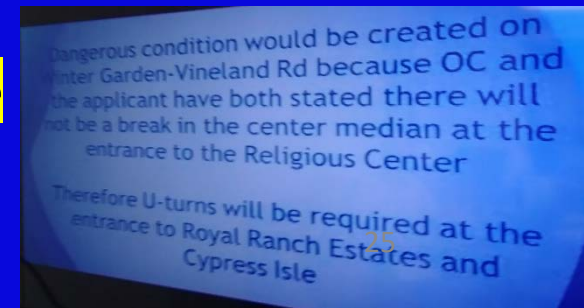 Dangerous condition would be created on
Winter Garden-Vineland Rd because OC and
the applicant have both stated there will
not be a break in the center median at the
entrance to the Religious Center
Therefore U-turns will be required at the
entrance to Royal Ranch Estates and
Cypress Isle
25